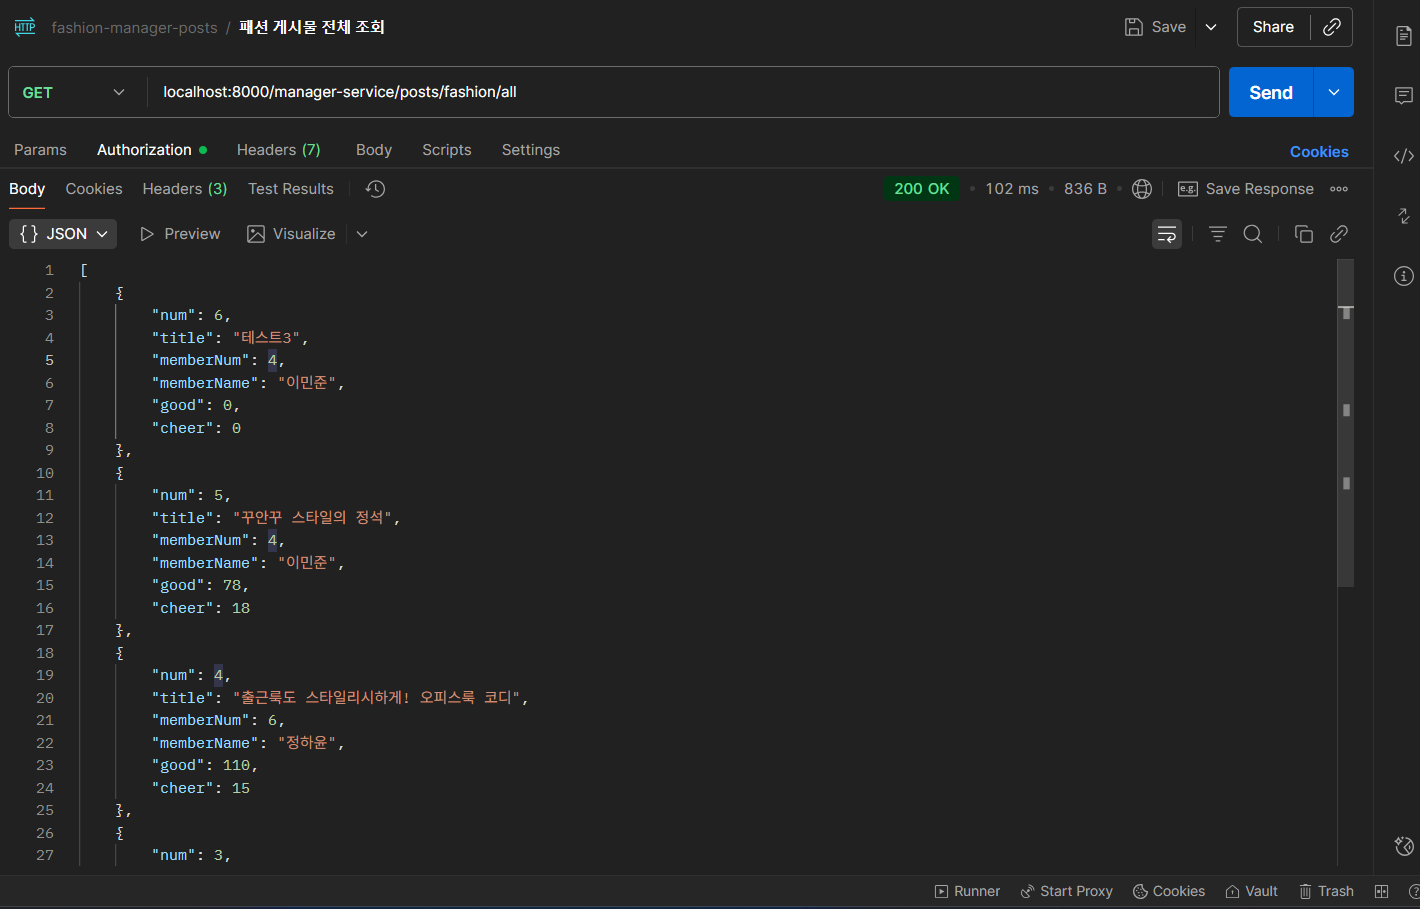 HTTP fashion-manager-posts / 패션 게시물 전체 조회 Save Share
GET localhost:8000/manager-service/posts/fashion/all Send
Params Authorization Headers (7) Body Scripts Settings Cookies
Body Cookies Headers (3) Test Results 200 OK 102 ms 836 B e.g. Save Response
{} JSON Preview Visualize
1 [
2 {
3 "num": 6,
4 "title": "테스트3",
5 "memberNum": 4,
6 "memberName": "이민준",
7 "good": 0,
8 "cheer": 0
9 },
10 {
11 "num": 5,
12 "title": "꾸안꾸 스타일의 정석",
13 "memberNum": 4,
14 "memberName": "이민준",
15 "good": 78,
16 "cheer": 18
17 },
18 {
19 "num": 4,
20 "title": "출근룩도 스타일리시하게! 오피스룩 코디",
21 "memberNum": 6,
22 "memberName": "정하윤",
23 "good": 110,
24 "cheer": 15
25 },
26 {
27 "num": 3,
Runner Start Proxy Cookies Vault Trash